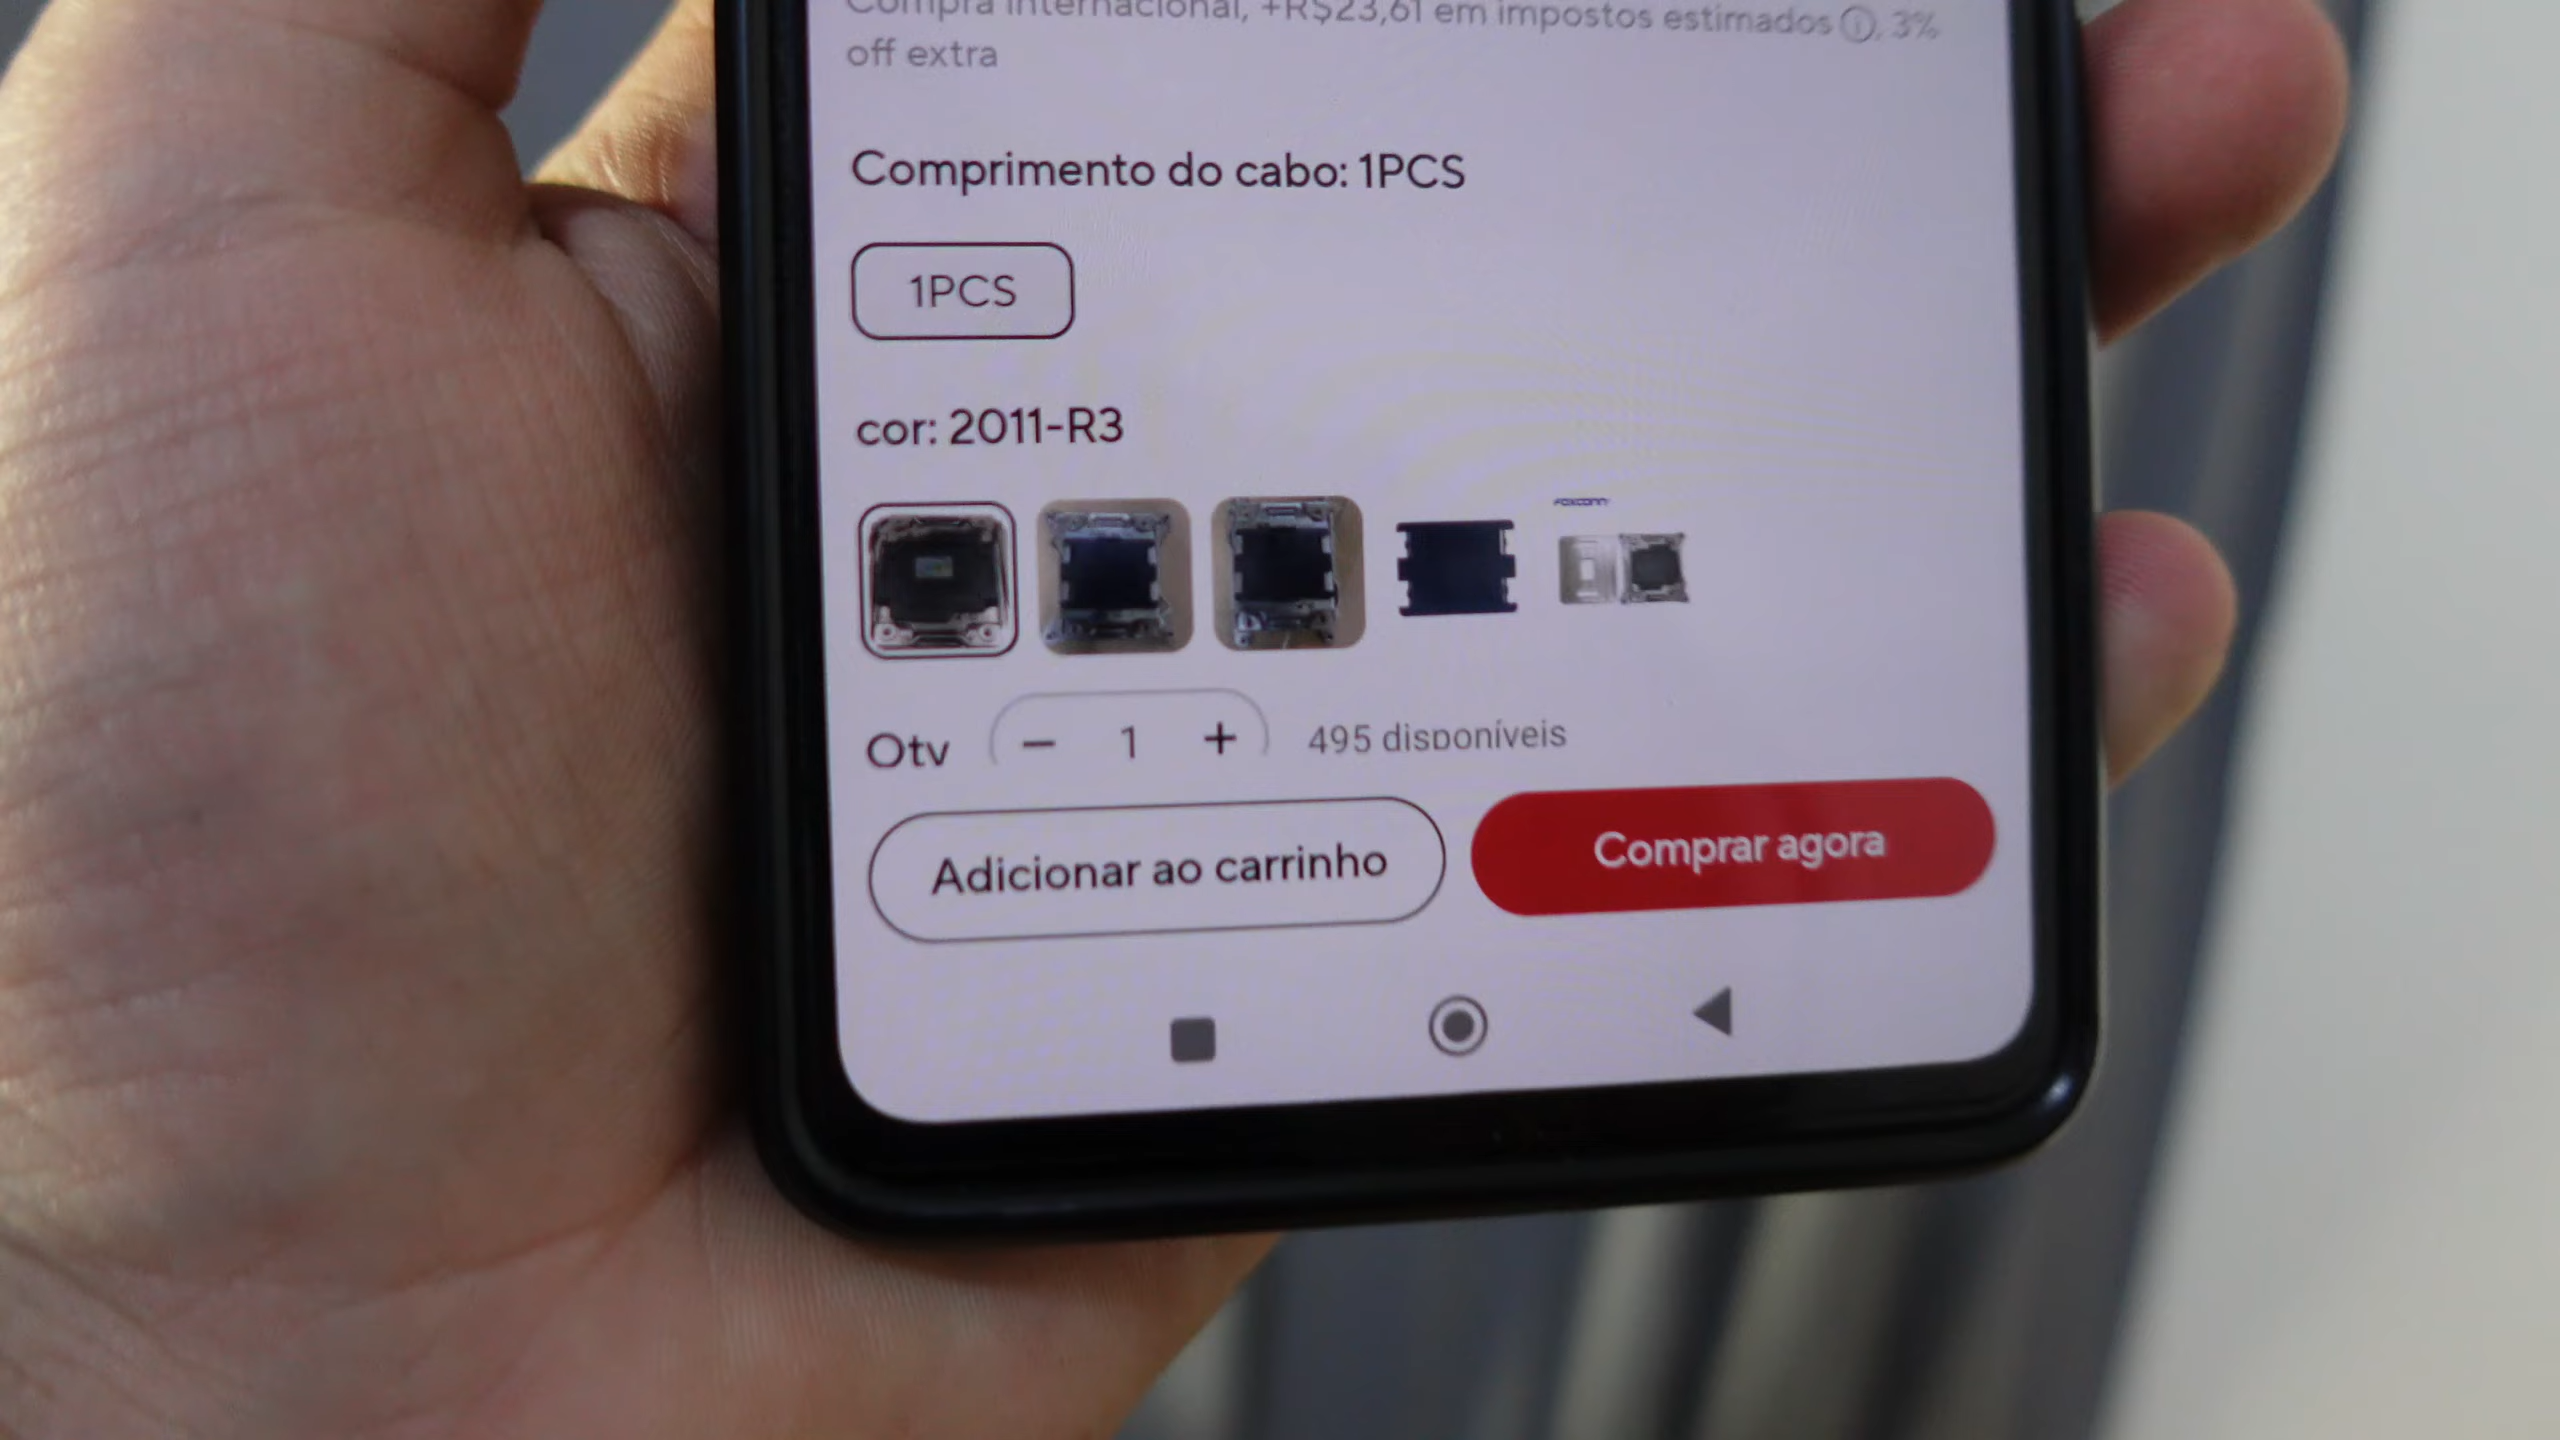 Compra internacional, +R$23,61 em impostos estimados ⓘ, 3%
off extra
Comprimento do cabo: 1PCS
1PCS
cor: 2011-R3
FOXCONN
Qty − 1 + 495 disponíveis
Adicionar ao carrinho
Comprar agora